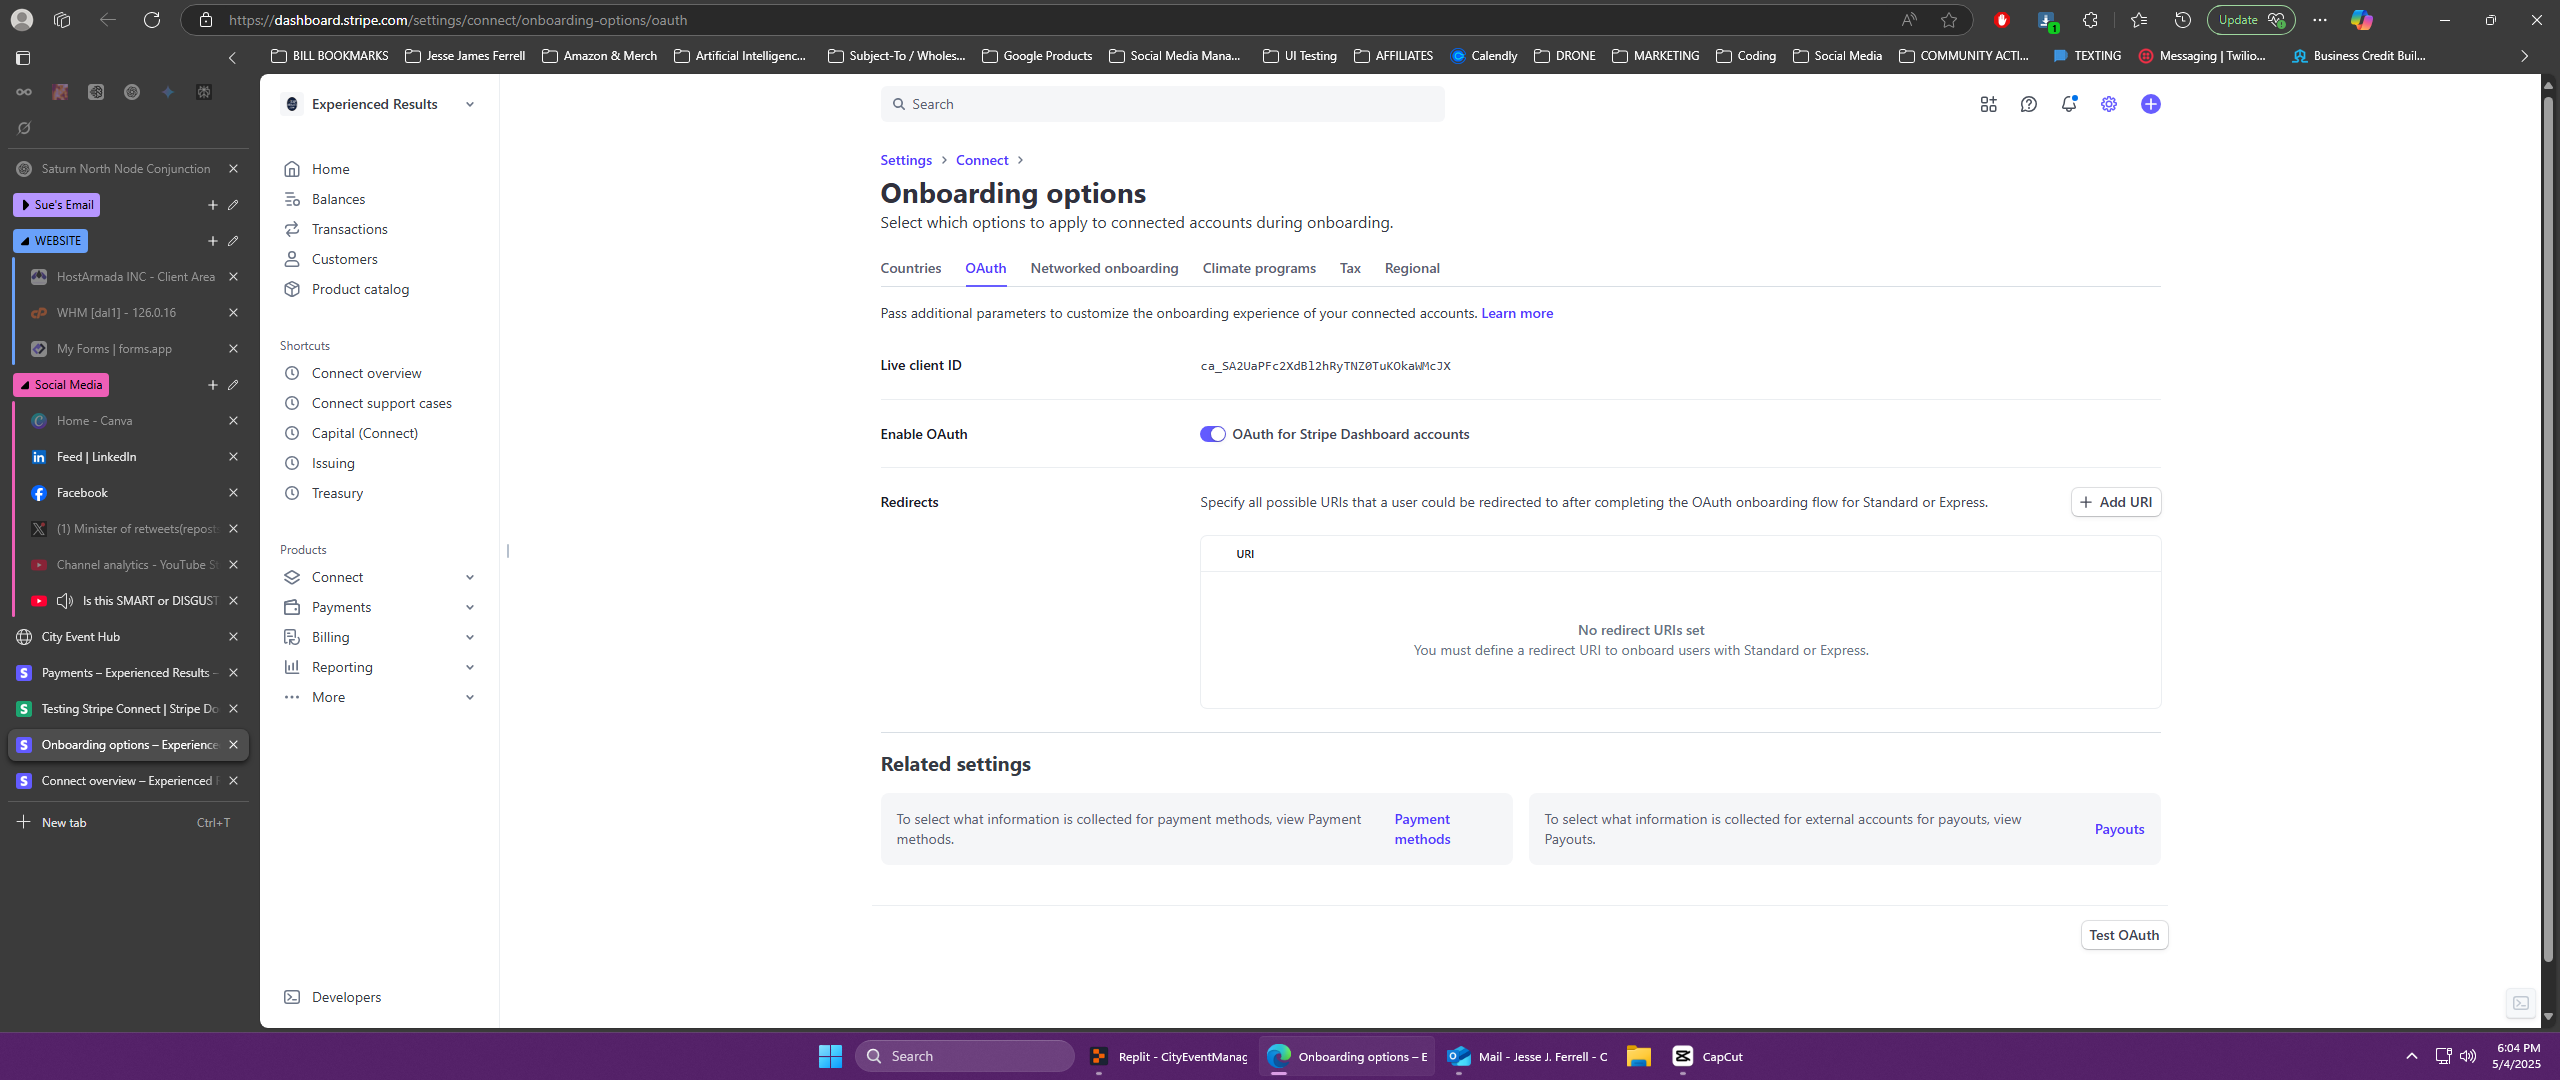 https://dashboard.stripe.com/settings/connect/onboarding-options/oauth
Update
BILL BOOKMARKS
Jesse James Ferrell
Amazon & Merch
Artificial Intelligenc...
Subject-To / Wholes...
Google Products
Social Media Mana...
UI Testing
AFFILIATES
Calendly
DRONE
MARKETING
Coding
Social Media
COMMUNITY ACTI...
TEXTING
Messaging | Twilio...
Business Credit Buil...
Saturn North Node Conjunction
Sue's Email
WEBSITE
HostArmada INC - Client Area
WHM [dal1] - 126.0.16
My Forms | forms.app
Social Media
Home - Canva
Feed | LinkedIn
Facebook
(1) Minister of retweets(repost
Channel analytics - YouTube St
Is this SMART or DISGUST
City Event Hub
Payments – Experienced Results –
Testing Stripe Connect | Stripe Do
Onboarding options – Experience
Connect overview – Experienced R
New tab
Ctrl+T
Experienced Results
Home
Balances
Transactions
Customers
Product catalog
Shortcuts
Connect overview
Connect support cases
Capital (Connect)
Issuing
Treasury
Products
Connect
Payments
Billing
Reporting
More
Developers
Search
Settings > Connect >
Onboarding options
Select which options to apply to connected accounts during onboarding.
Countries
OAuth
Networked onboarding
Climate programs
Tax
Regional
Pass additional parameters to customize the onboarding experience of your connected accounts. Learn more
Live client ID
ca_SA2UaPFc2XdBl2hRyTNZ0TuKOkaWMcJX
Enable OAuth
OAuth for Stripe Dashboard accounts
Redirects
Specify all possible URIs that a user could be redirected to after completing the OAuth onboarding flow for Standard or Express.
+ Add URI
URI
No redirect URIs set
You must define a redirect URI to onboard users with Standard or Express.
Related settings
To select what information is collected for payment methods, view Payment
methods.
Payment
methods
To select what information is collected for external accounts for payouts, view
Payouts.
Payouts
Test OAuth
Search
Replit - CityEventManag
Onboarding options – E
Mail - Jesse J. Ferrell - O
CapCut
6:04 PM
5/4/2025